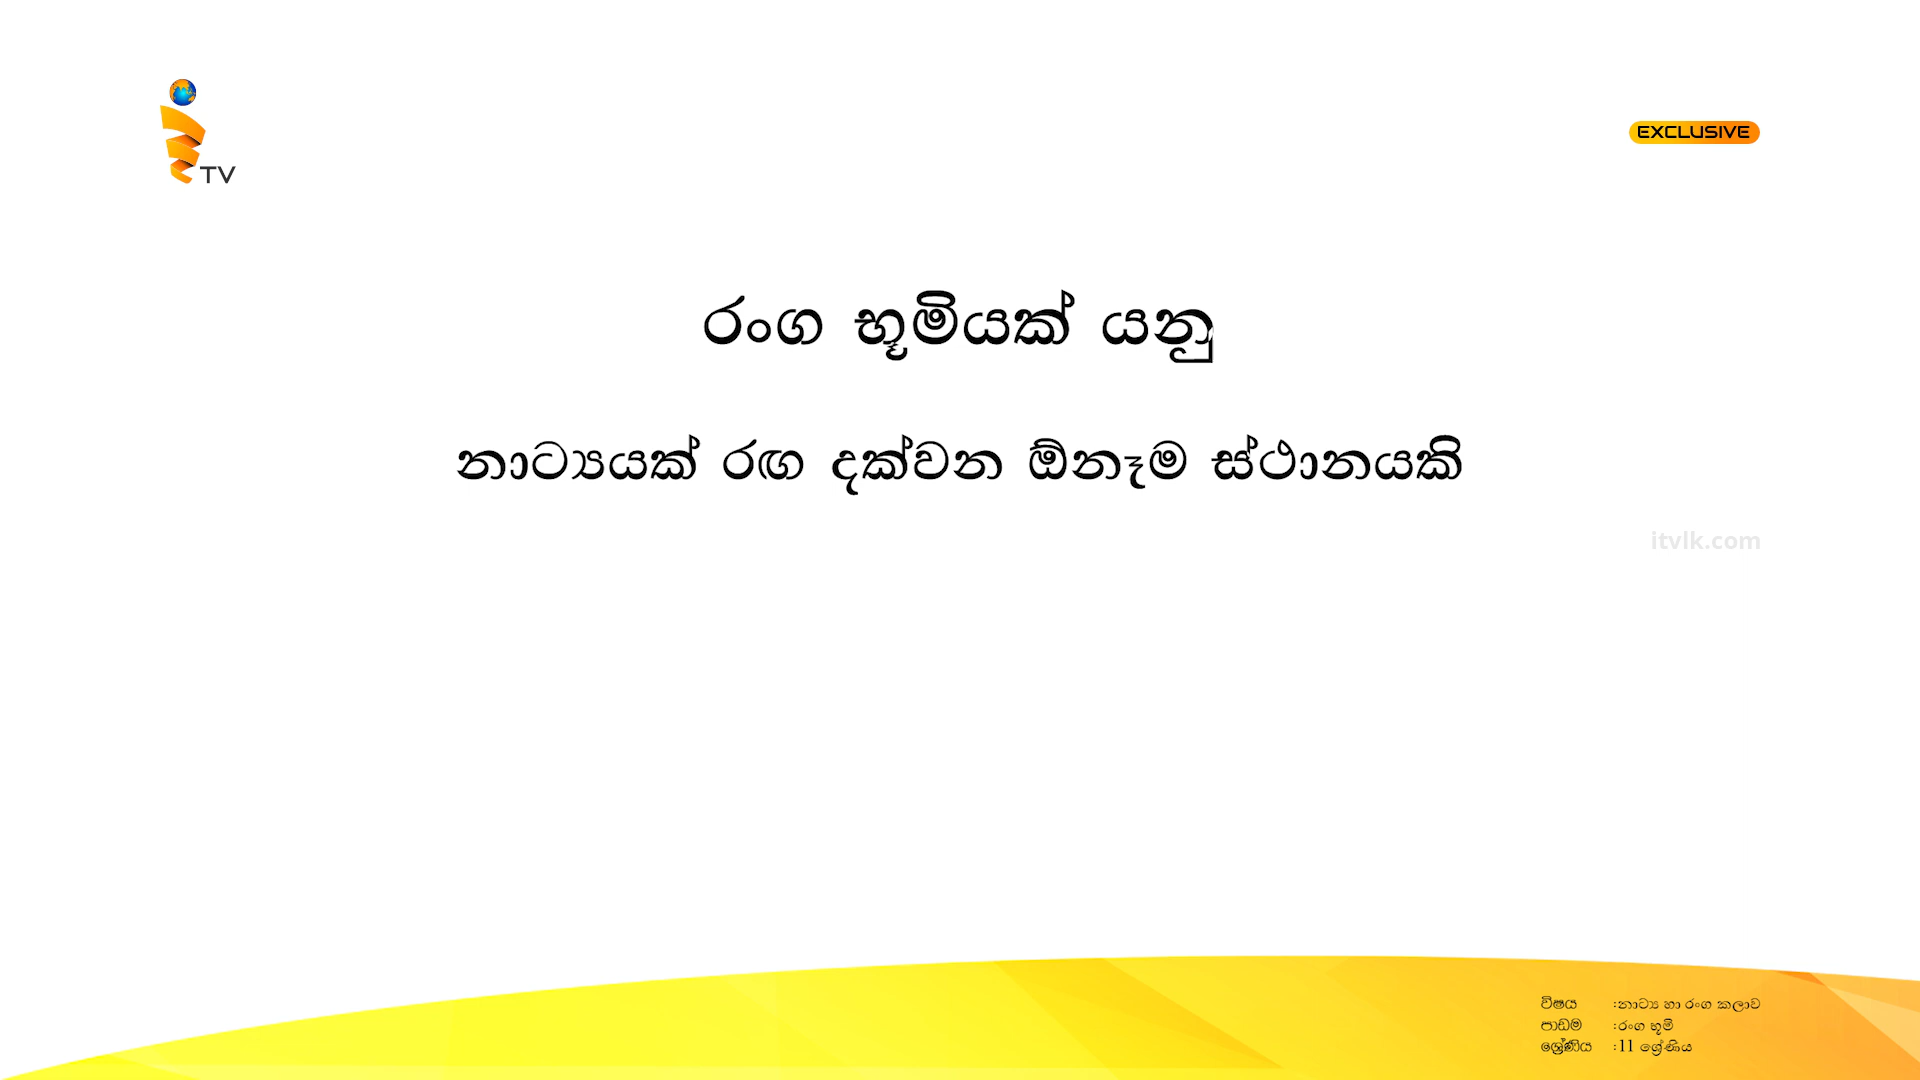 TV
EXCLUSIVE
රංග භූමියක් යනු
නාට්‍යයක් රඟ දක්වන ඕනෑම ස්ථානයකි
itvlk.com
විෂය :නාට්‍ය හා රංග කලාව
පාඩම :රංග භූමි
ශ්‍රේණිය :11 ශ්‍රේණිය